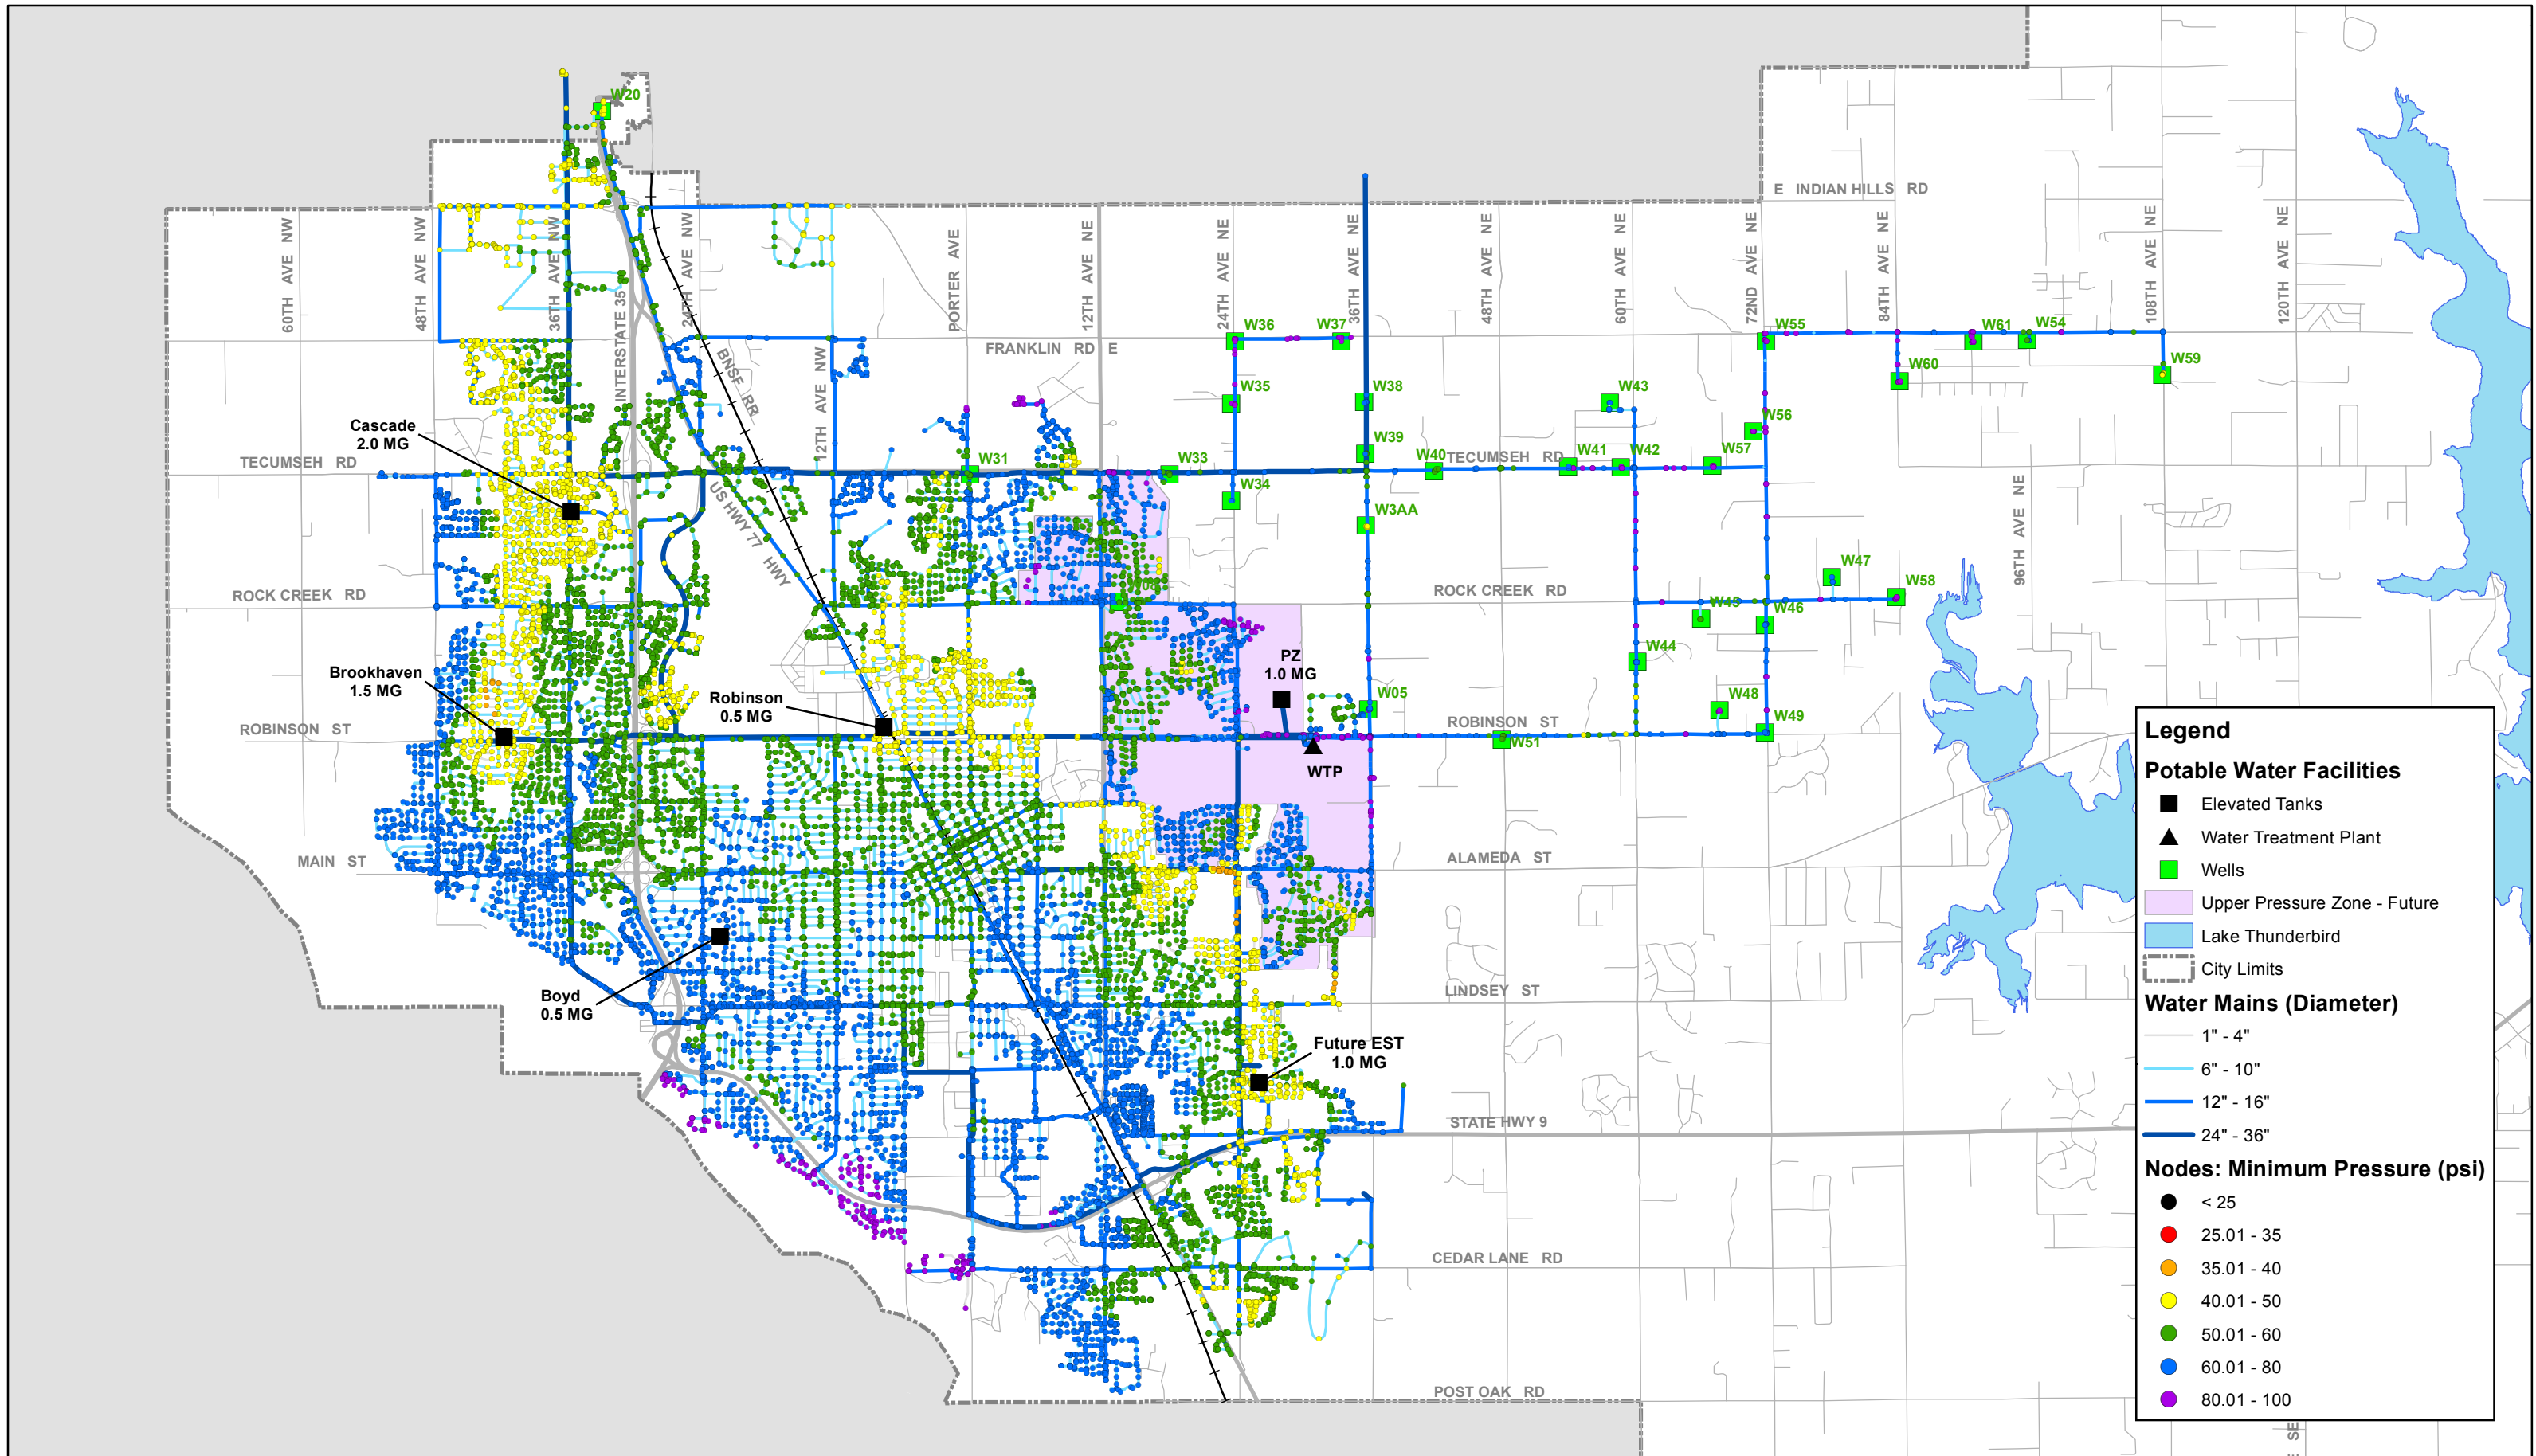 W20
E INDIAN HILLS RD
60TH AVE NW
48TH AVE NW
36TH AVE NW
INTERSTATE 35
24TH AVE NW
BNSF RR
12TH AVE NW
US HWY 77 HWY
PORTER AVE
12TH AVE NE
24TH AVE NE
36TH AVE NE
48TH AVE NE
60TH AVE NE
72ND AVE NE
84TH AVE NE
96TH AVE NE
108TH AVE NE
120TH AVE NE
FRANKLIN RD E
W36
W37
W55
W61
W54
W60
W59
W35
W38
W43
W56
Cascade
2.0 MG
TECUMSEH RD
W31
W33
W39
W40
TECUMSEH RD
W41
W42
W57
W34
W3AA
W47
W58
ROCK CREEK RD
ROCK CREEK RD
W45
W46
W44
PZ
1.0 MG
Brookhaven
1.5 MG
Robinson
0.5 MG
W05
W48
W49
ROBINSON ST
ROBINSON ST
W51
WTP
MAIN ST
ALAMEDA ST
Boyd
0.5 MG
LINDSEY ST
Future EST
1.0 MG
STATE HWY 9
CEDAR LANE RD
POST OAK RD
Legend
Potable Water Facilities
Elevated Tanks
Water Treatment Plant
Wells
Upper Pressure Zone - Future
Lake Thunderbird
City Limits
Water Mains (Diameter)
1" - 4"
6" - 10"
12" - 16"
24" - 36"
Nodes: Minimum Pressure (psi)
< 25
25.01 - 35
35.01 - 40
40.01 - 50
50.01 - 60
60.01 - 80
80.01 - 100